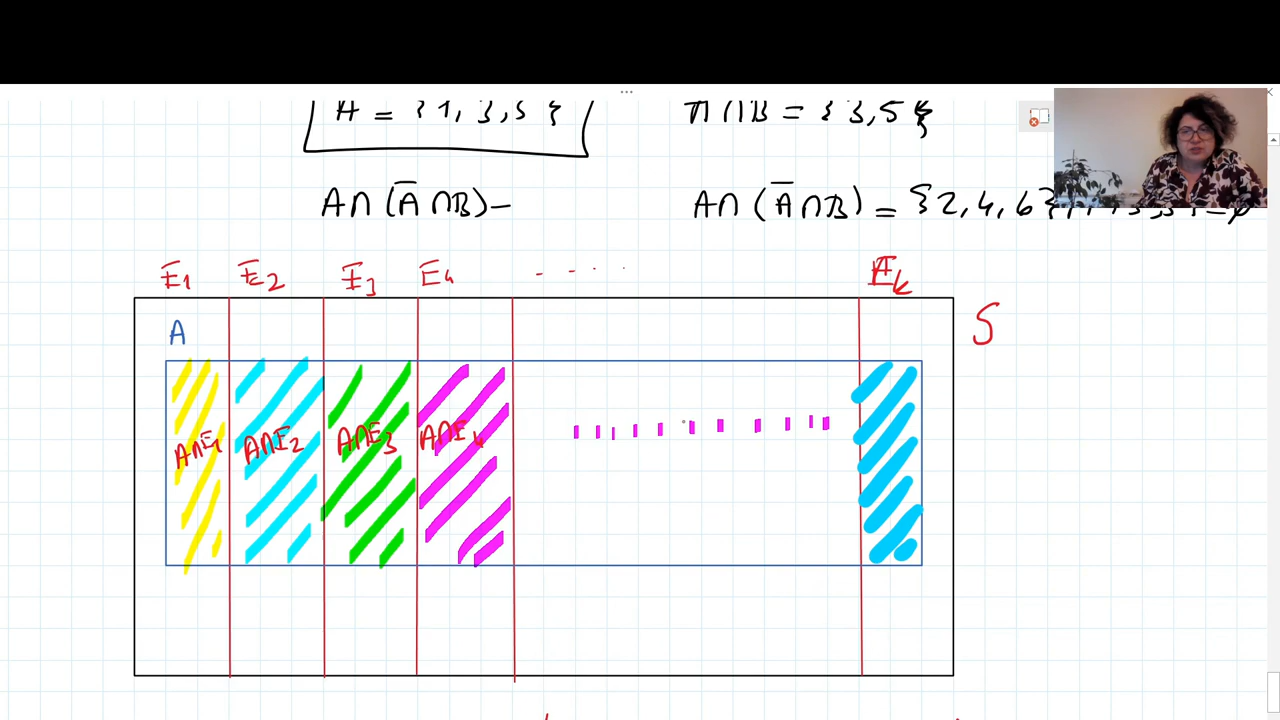 A = {1, 3, 5 } A∩B = {3,5}
A∩(A̅∩B)- A∩(A̅∩B) = {2,4,6}
E1 E2 E3 E4 - - . . . Ek
S
A
A∩E1 A∩E2 A∩E3 A∩E4